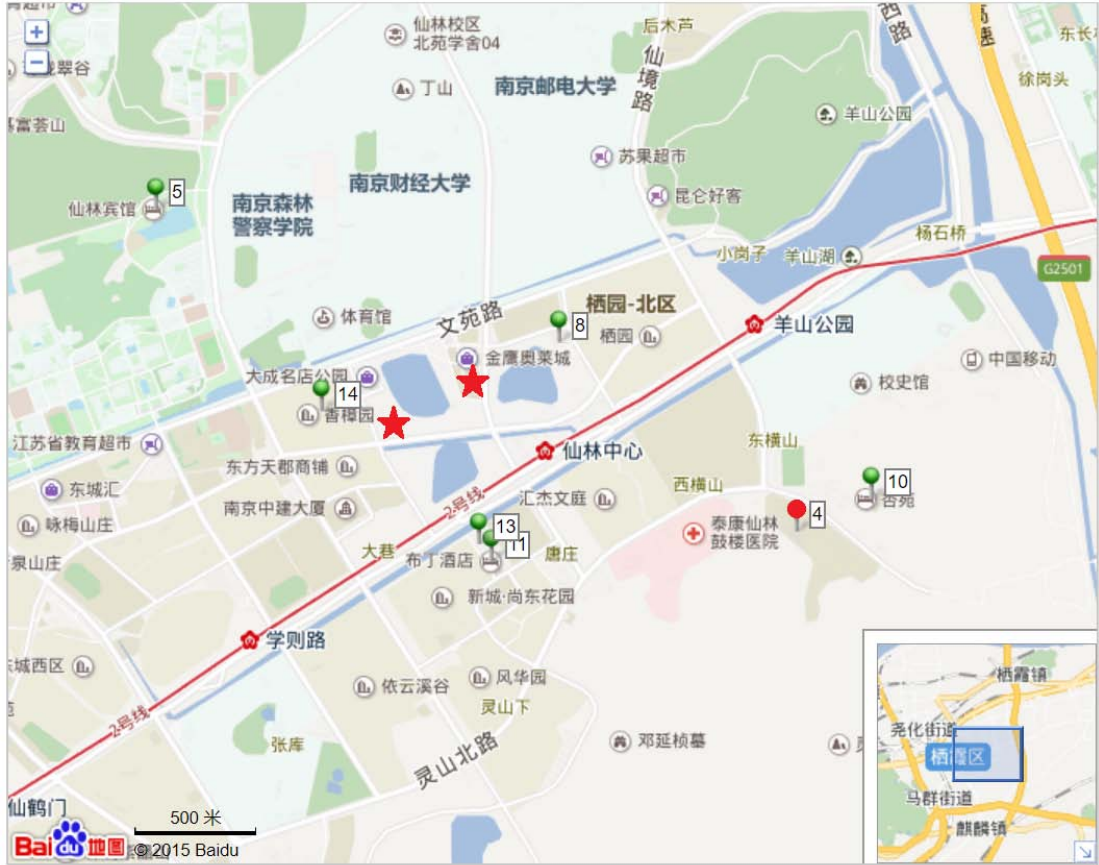 仙林校区
北苑学舍04
后木芦
西路
高速
仙境路
丁山
南京邮电大学
徐岗头
羊山公园
苏果超市
南京财经大学
5
昆仑好客
仙林宾馆
南京森林
警察学院
杨石桥
小岗子
羊山湖
G2501
栖园-北区
体育馆
文苑路
8
栖园
羊山公园
金鹰奥莱城
中国移动
大成名店公园
校史馆
14
香樟园
江苏省教育超市
东横山
仙林中心
东方天郡商铺
10
西横山
东城汇
2号线
汇杰文庭
杏苑
南京中建大厦
4
咏梅山庄
13
泰康仙林
鼓楼医院
大巷
11
唐庄
布丁酒店
泉山庄
新城·尚东花园
学则路
城西区
风华园
依云溪谷
栖霞镇
灵山下
2号线
尧化街道
张库
邓延桢墓
栖霞区
灵山北路
马群街道
仙鹤门
500 米
麒麟镇
Bai du 地图
© 2015 Baidu